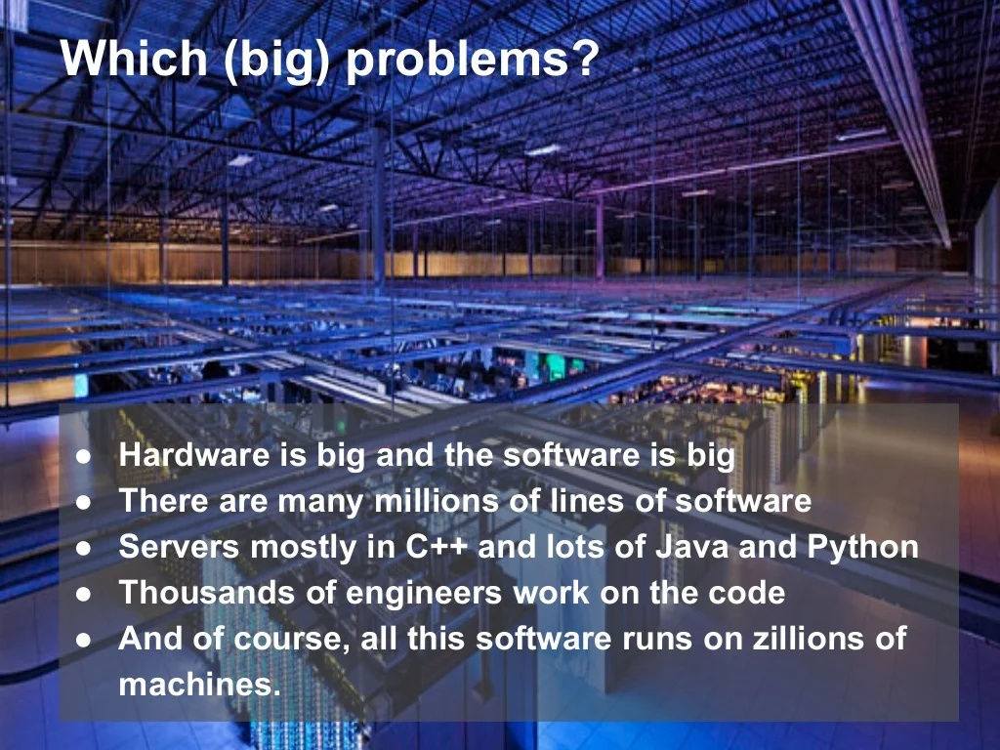 Which (big) problems?
● Hardware is big and the software is big
● There are many millions of lines of software
● Servers mostly in C++ and lots of Java and Python
● Thousands of engineers work on the code
● And of course, all this software runs on zillions of
machines.